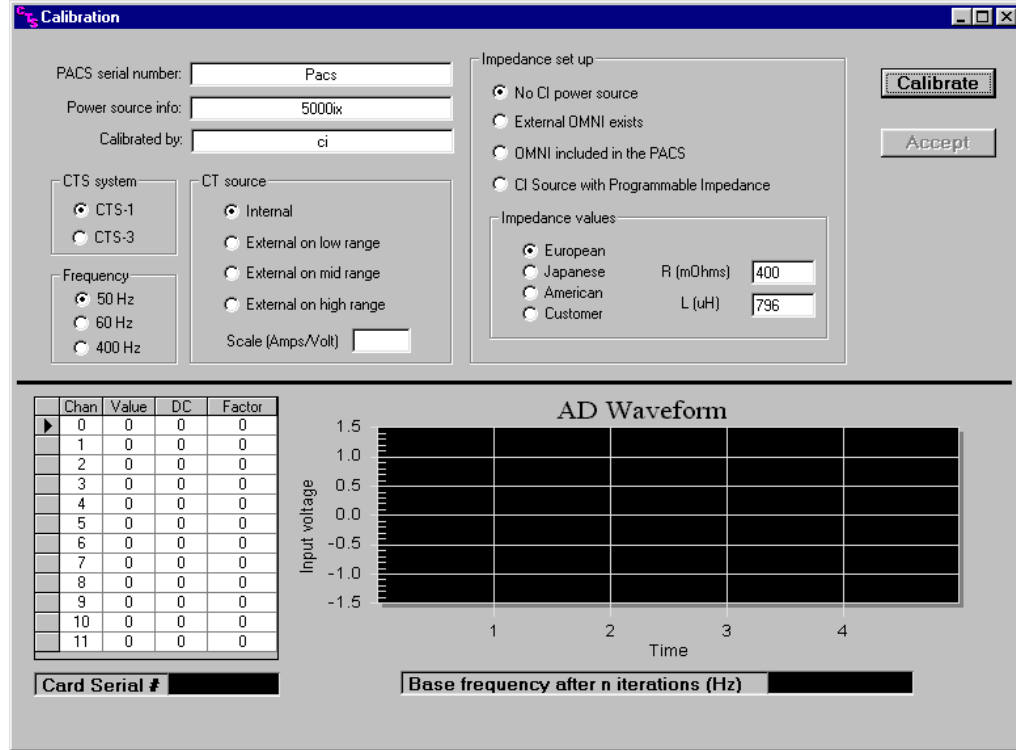 CTS Calibration
PACS serial number: Pacs
Power source info: 5000ix
Calibrated by: ci
CTS system
CTS-1
CTS-3
Frequency
50 Hz
60 Hz
400 Hz
CT source
Internal
External on low range
External on mid range
External on high range
Scale (Amps/Volt)
Impedance set up
No CI power source
External OMNI exists
OMNI included in the PACS
CI Source with Programmable Impedance
Impedance values
European
Japanese
American
Customer
R (mOhms) 400
L (uH) 796
Calibrate
Accept
Chan Value DC Factor
0 0 0 0
1 0 0 0
2 0 0 0
3 0 0 0
4 0 0 0
5 0 0 0
6 0 0 0
7 0 0 0
8 0 0 0
9 0 0 0
10 0 0 0
11 0 0 0
Card Serial #
AD Waveform
Input voltage
1.5
1.0
0.5
0.0
-0.5
-1.0
-1.5
1 2 3 4
Time
Base frequency after n iterations (Hz)